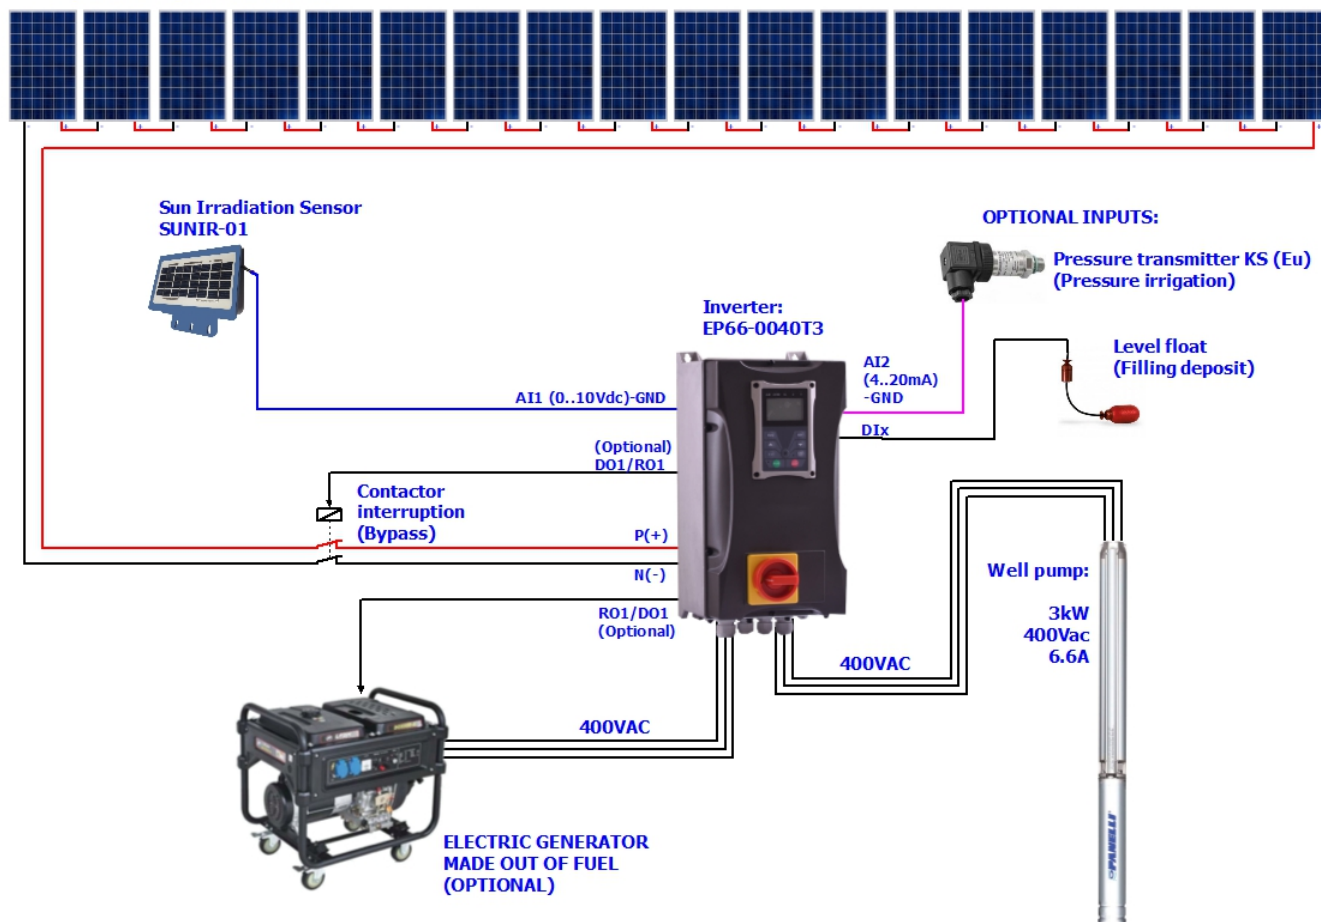 Sun Irradiation Sensor
SUNIR-01
OPTIONAL INPUTS:
Pressure transmitter KS (Eu)
(Pressure irrigation)
Inverter:
EP66-0040T3
Level float
(Filling deposit)
AI2
(4..20mA)
-GND
AI1 (0..10Vdc)-GND
DIx
(Optional)
DO1/RO1
Contactor
interruption
(Bypass)
P(+)
N(-)
Well pump:
3kW
400Vac
6.6A
RO1/DO1
(Optional)
400VAC
400VAC
PANELLI
ELECTRIC GENERATOR
MADE OUT OF FUEL
(OPTIONAL)